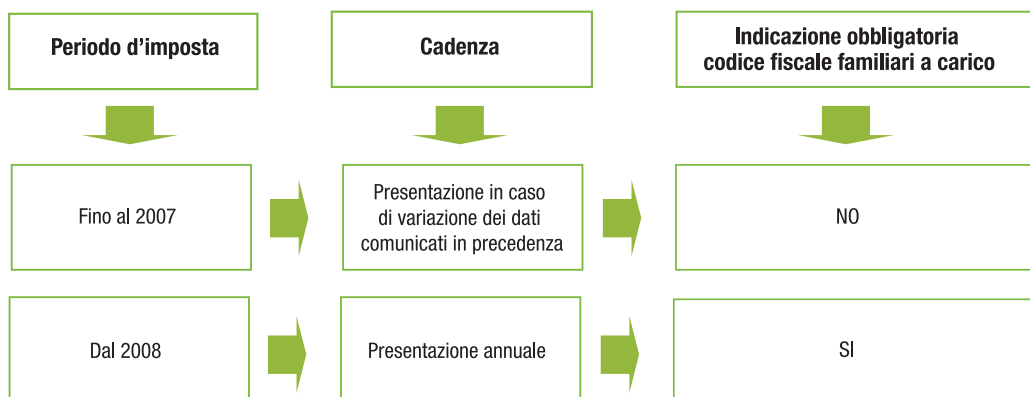 Periodo d'imposta
Cadenza
Indicazione obbligatoria
codice fiscale familiari a carico
Fino al 2007
Presentazione in caso
di variazione dei dati
comunicati in precedenza
NO
Dal 2008
Presentazione annuale
SI